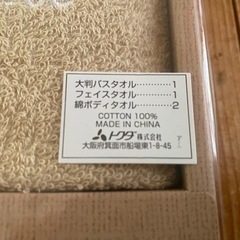 大判バスタオル…………1
フェイスタオル…………1
綿ボディタオル…………2
COTTON 100%
MADE IN CHINA
トクダ株式会社
大阪府箕面市船場東1-8-45